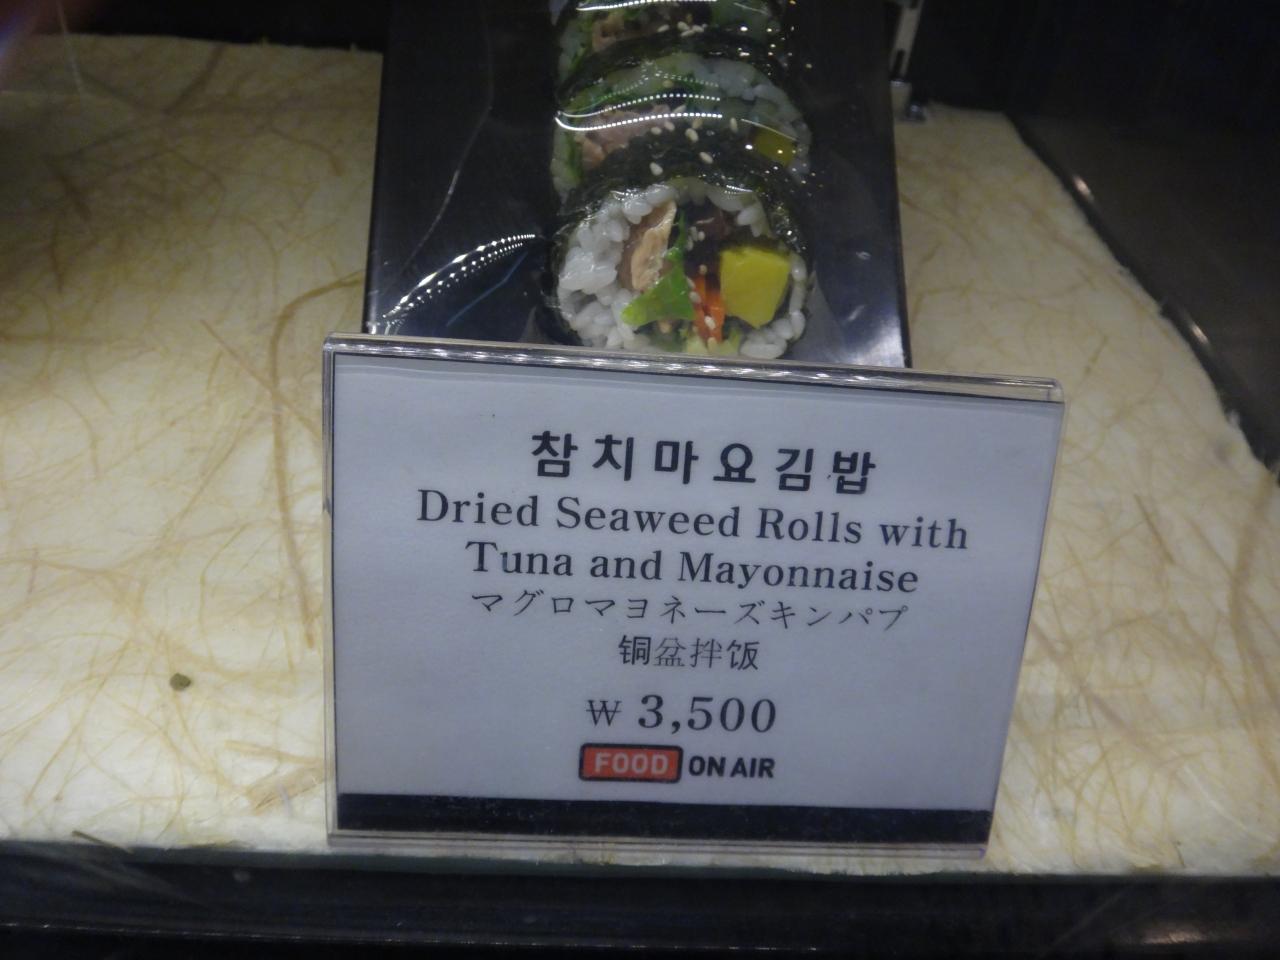 참치마요김밥
Dried Seaweed Rolls with
Tuna and Mayonnaise
マグロマヨネーズキンパプ
铜盆拌饭
₩ 3,500
FOOD ON AIR